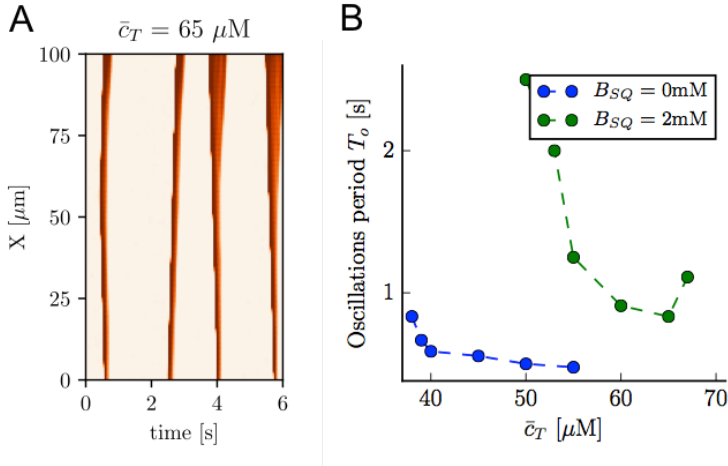 A
c̄_T = 65 μM
100
75
50
25
0
X [μm]
0 2 4 6
time [s]
B
B_SQ = 0mM
B_SQ = 2mM
2
1
Oscillations period T_o [s]
40 50 60 70
c̄_T [μM]